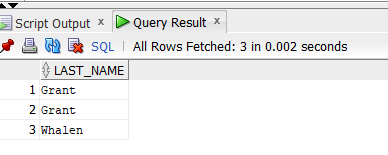 Script Output x Query Result x
SQL | All Rows Fetched: 3 in 0.002 seconds
LAST_NAME
1 Grant
2 Grant
3 Whalen